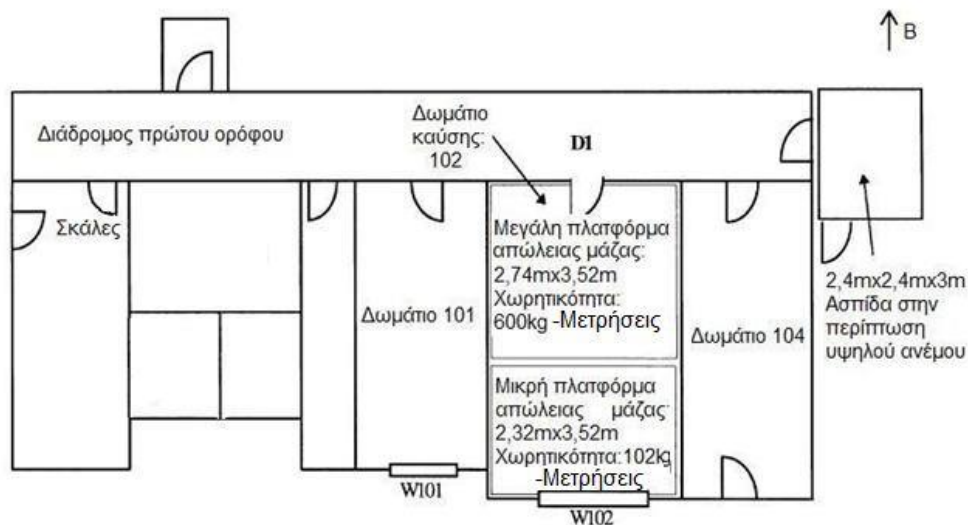 B
Διάδρομος πρώτου ορόφου
Δωμάτιο
καύσης:
102
D1
Σκάλες
Δωμάτιο 101
Μεγάλη πλατφόρμα
απώλειας μάζας:
2,74mx3,52m
Χωρητικότητα:
600kg -Μετρήσεις
Μικρή πλατφόρμα
απώλειας μάζας:
2,32mx3,52m
Χωρητικότητα:102kg
-Μετρήσεις
Δωμάτιο 104
2,4mx2,4mx3m
Ασπίδα στην
περίπτωση
υψηλού ανέμου
W101
W102